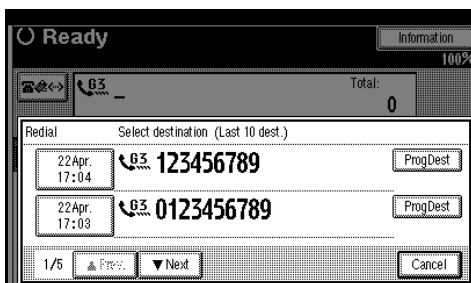 Ready
Information
100%
G3 _
Total:
0
Redial Select destination (Last 10 dest.)
22Apr.
17:04
G3 123456789
ProgDest
22Apr.
17:03
G3 0123456789
ProgDest
1/5 ▲Prev. ▼Next Cancel